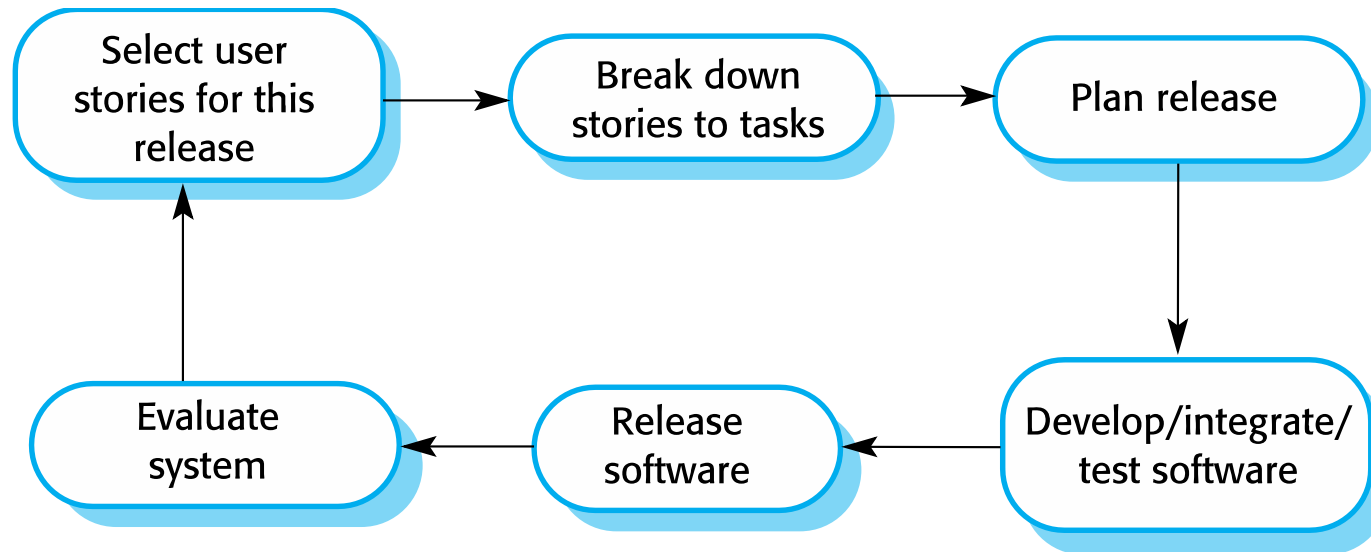 Select user
stories for this
release
Break down
stories to tasks
Plan release
Evaluate
system
Release
software
Develop/integrate/
test software